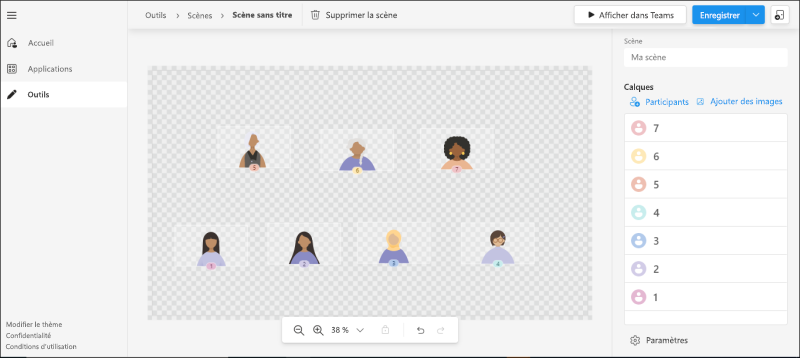 Outils > Scènes > Scène sans titre
Supprimer la scène
Afficher dans Teams
Enregistrer
Accueil
Applications
Outils
Modifier le thème
Confidentialité
Conditions d'utilisation
5
6
7
1
2
3
4
38 %
Scène
Ma scène
Calques
Participants
Ajouter des images
7
6
5
4
3
2
1
Paramètres